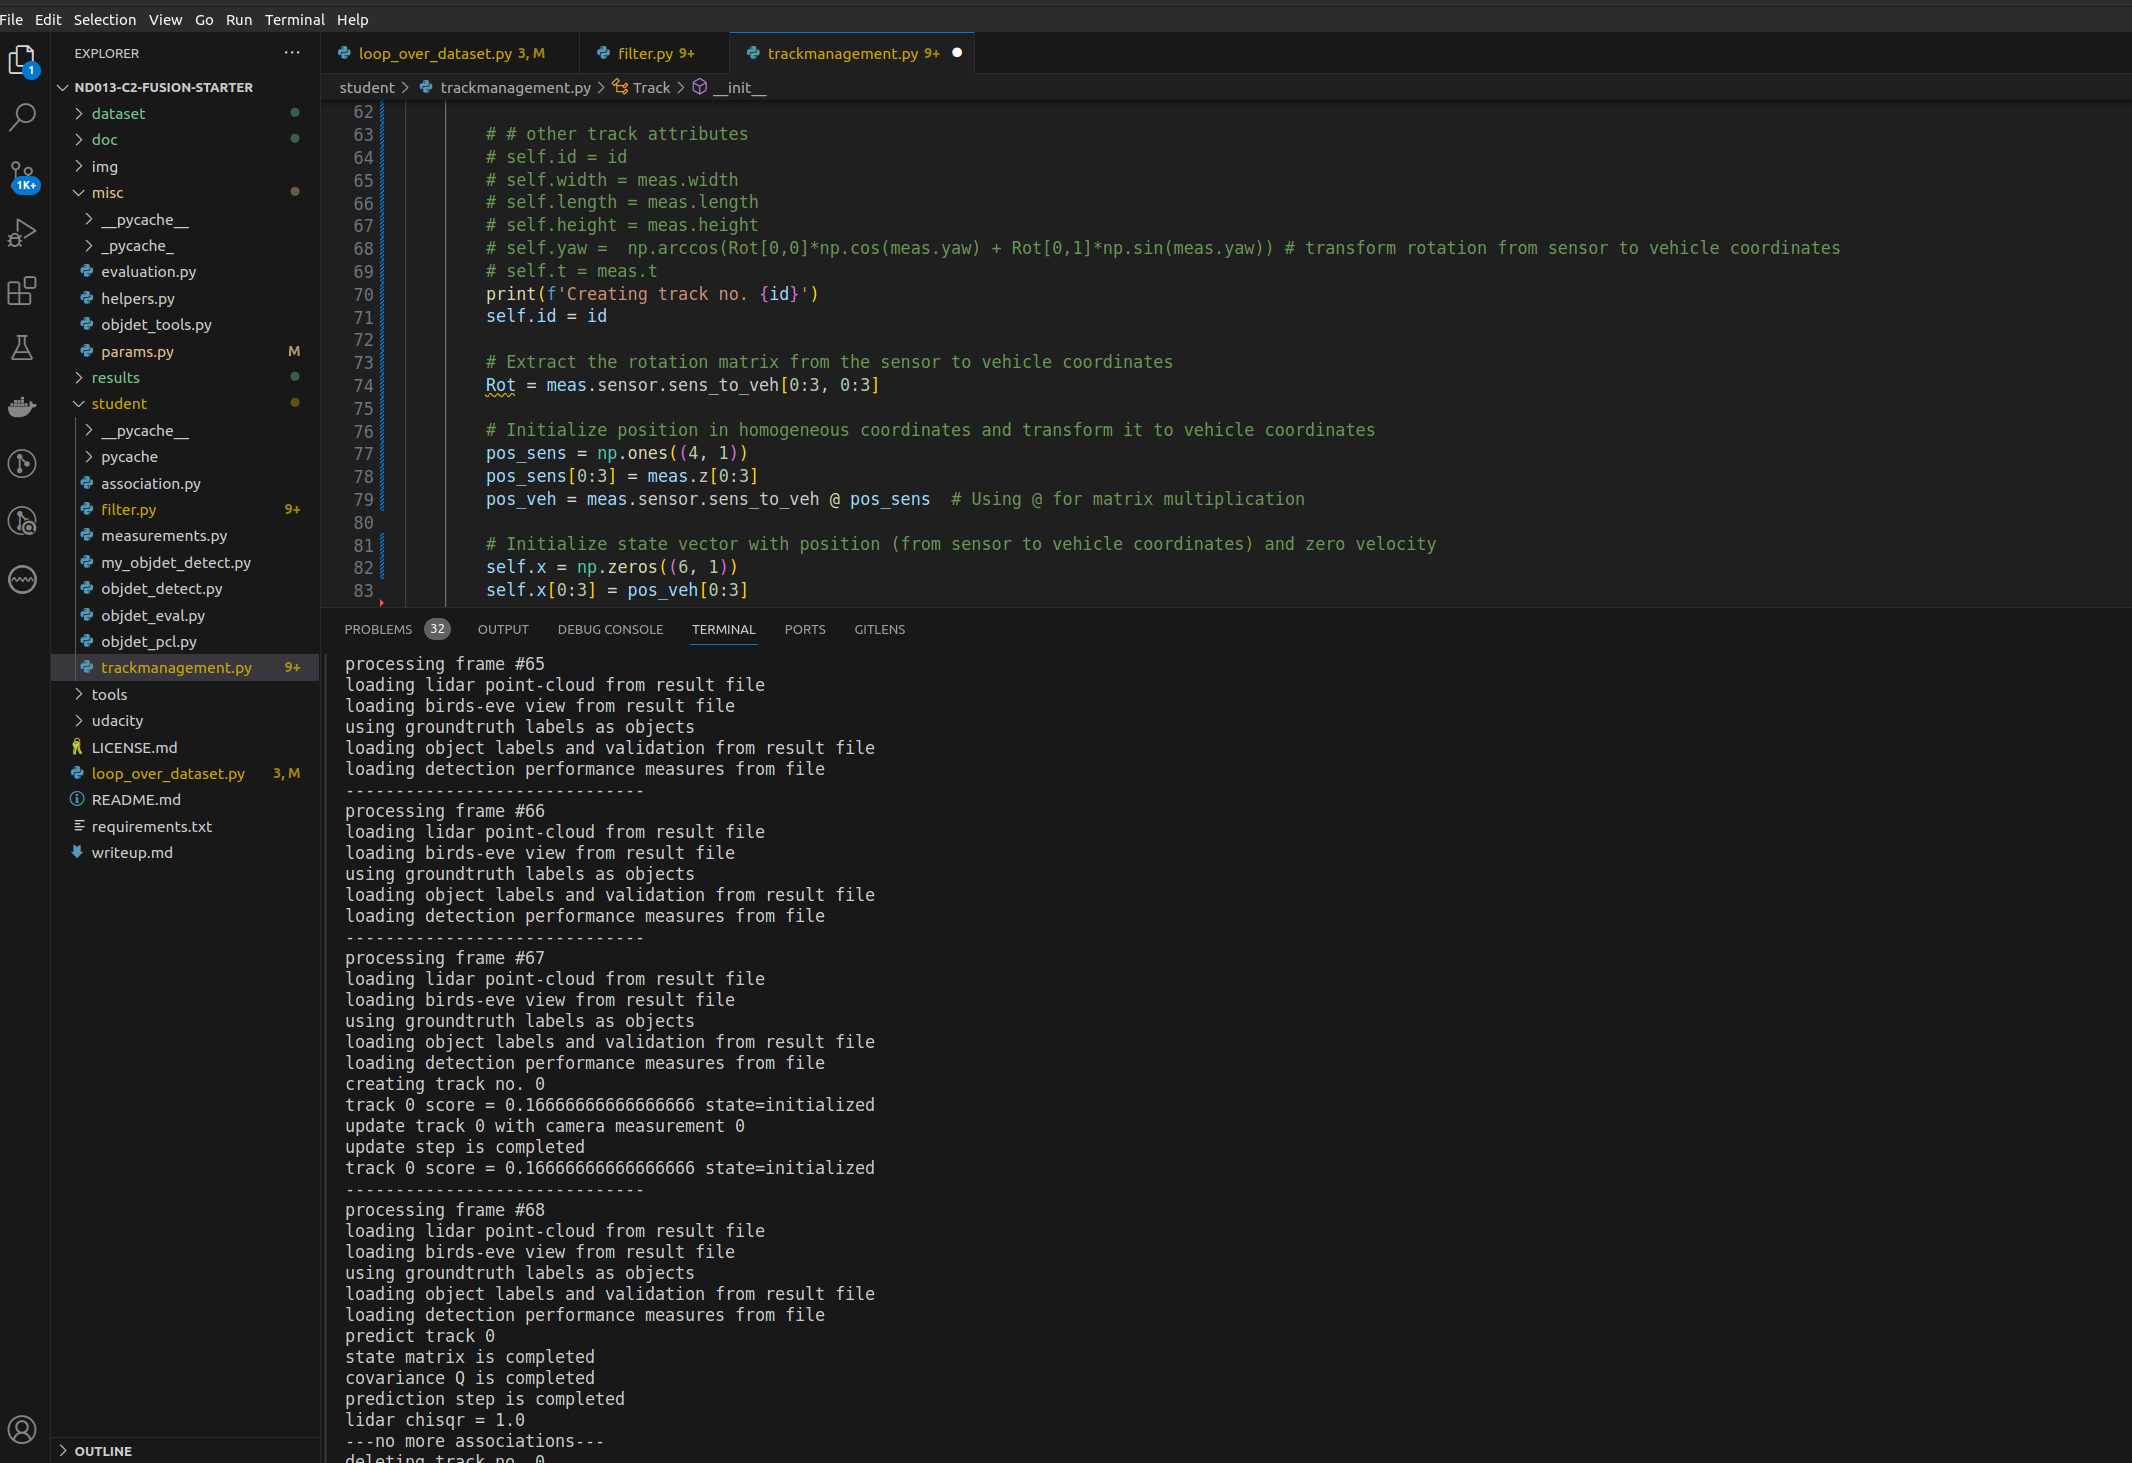 File Edit Selection View Go Run Terminal Help
EXPLORER ···
1
1K+
ND013-C2-FUSION-STARTER
dataset
doc
img
misc
__pycache__
_pycache_
evaluation.py
helpers.py
objdet_tools.py
params.py M
results
student
__pycache__
pycache
association.py
filter.py 9+
measurements.py
my_objdet_detect.py
objdet_detect.py
objdet_eval.py
objdet_pcl.py
trackmanagement.py 9+
tools
udacity
LICENSE.md
loop_over_dataset.py 3, M
README.md
requirements.txt
writeup.md
OUTLINE
loop_over_dataset.py 3, M filter.py 9+ trackmanagement.py 9+
student > trackmanagement.py > Track > __init__
62
63 # # other track attributes
64 # self.id = id
65 # self.width = meas.width
66 # self.length = meas.length
67 # self.height = meas.height
68 # self.yaw =  np.arccos(Rot[0,0]*np.cos(meas.yaw) + Rot[0,1]*np.sin(meas.yaw)) # transform rotation from sensor to vehicle coordinates
69 # self.t = meas.t
70 print(f'Creating track no. {id}')
71 self.id = id
72
73 # Extract the rotation matrix from the sensor to vehicle coordinates
74 Rot = meas.sensor.sens_to_veh[0:3, 0:3]
75
76 # Initialize position in homogeneous coordinates and transform it to vehicle coordinates
77 pos_sens = np.ones((4, 1))
78 pos_sens[0:3] = meas.z[0:3]
79 pos_veh = meas.sensor.sens_to_veh @ pos_sens  # Using @ for matrix multiplication
80
81 # Initialize state vector with position (from sensor to vehicle coordinates) and zero velocity
82 self.x = np.zeros((6, 1))
83 self.x[0:3] = pos_veh[0:3]
PROBLEMS 32 OUTPUT DEBUG CONSOLE TERMINAL PORTS GITLENS
processing frame #65
loading lidar point-cloud from result file
loading birds-eve view from result file
using groundtruth labels as objects
loading object labels and validation from result file
loading detection performance measures from file
------------------------------
processing frame #66
loading lidar point-cloud from result file
loading birds-eve view from result file
using groundtruth labels as objects
loading object labels and validation from result file
loading detection performance measures from file
------------------------------
processing frame #67
loading lidar point-cloud from result file
loading birds-eve view from result file
using groundtruth labels as objects
loading object labels and validation from result file
loading detection performance measures from file
creating track no. 0
track 0 score = 0.16666666666666666 state=initialized
update track 0 with camera measurement 0
update step is completed
track 0 score = 0.16666666666666666 state=initialized
------------------------------
processing frame #68
loading lidar point-cloud from result file
loading birds-eve view from result file
using groundtruth labels as objects
loading object labels and validation from result file
loading detection performance measures from file
predict track 0
state matrix is completed
covariance Q is completed
prediction step is completed
lidar chisqr = 1.0
---no more associations---
deleting track no. 0